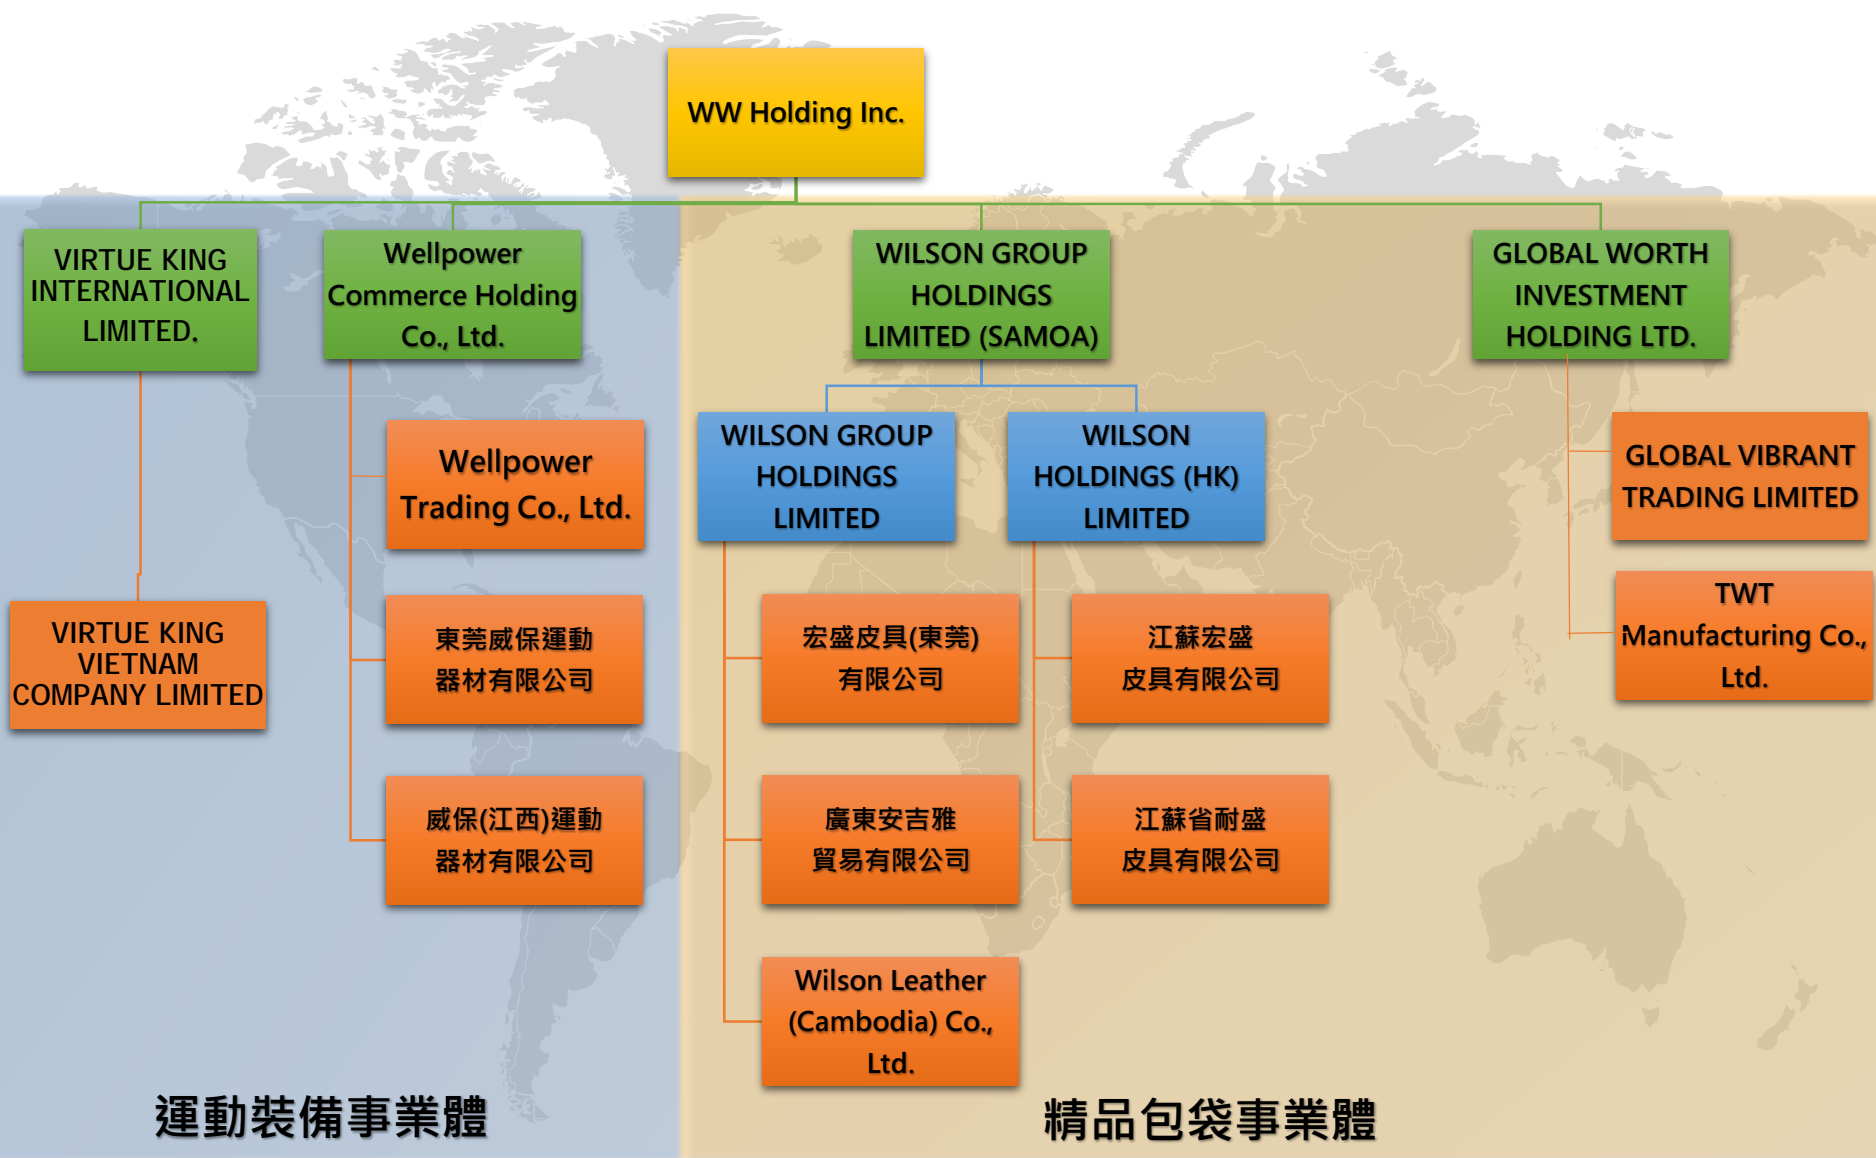 WW Holding Inc.
VIRTUE KING
INTERNATIONAL
LIMITED.
Wellpower
Commerce Holding
Co., Ltd.
WILSON GROUP
HOLDINGS
LIMITED (SAMOA)
GLOBAL WORTH
INVESTMENT
HOLDING LTD.
VIRTUE KING
VIETNAM
COMPANY LIMITED
Wellpower
Trading Co., Ltd.
東莞威保運動
器材有限公司
威保(江西)運動
器材有限公司
WILSON GROUP
HOLDINGS
LIMITED
宏盛皮具(東莞)
有限公司
廣東安吉雅
貿易有限公司
Wilson Leather
(Cambodia) Co.,
Ltd.
WILSON
HOLDINGS (HK)
LIMITED
江蘇宏盛
皮具有限公司
江蘇省耐盛
皮具有限公司
GLOBAL VIBRANT
TRADING LIMITED
TWT
Manufacturing Co.,
Ltd.
運動裝備事業體
精品包袋事業體